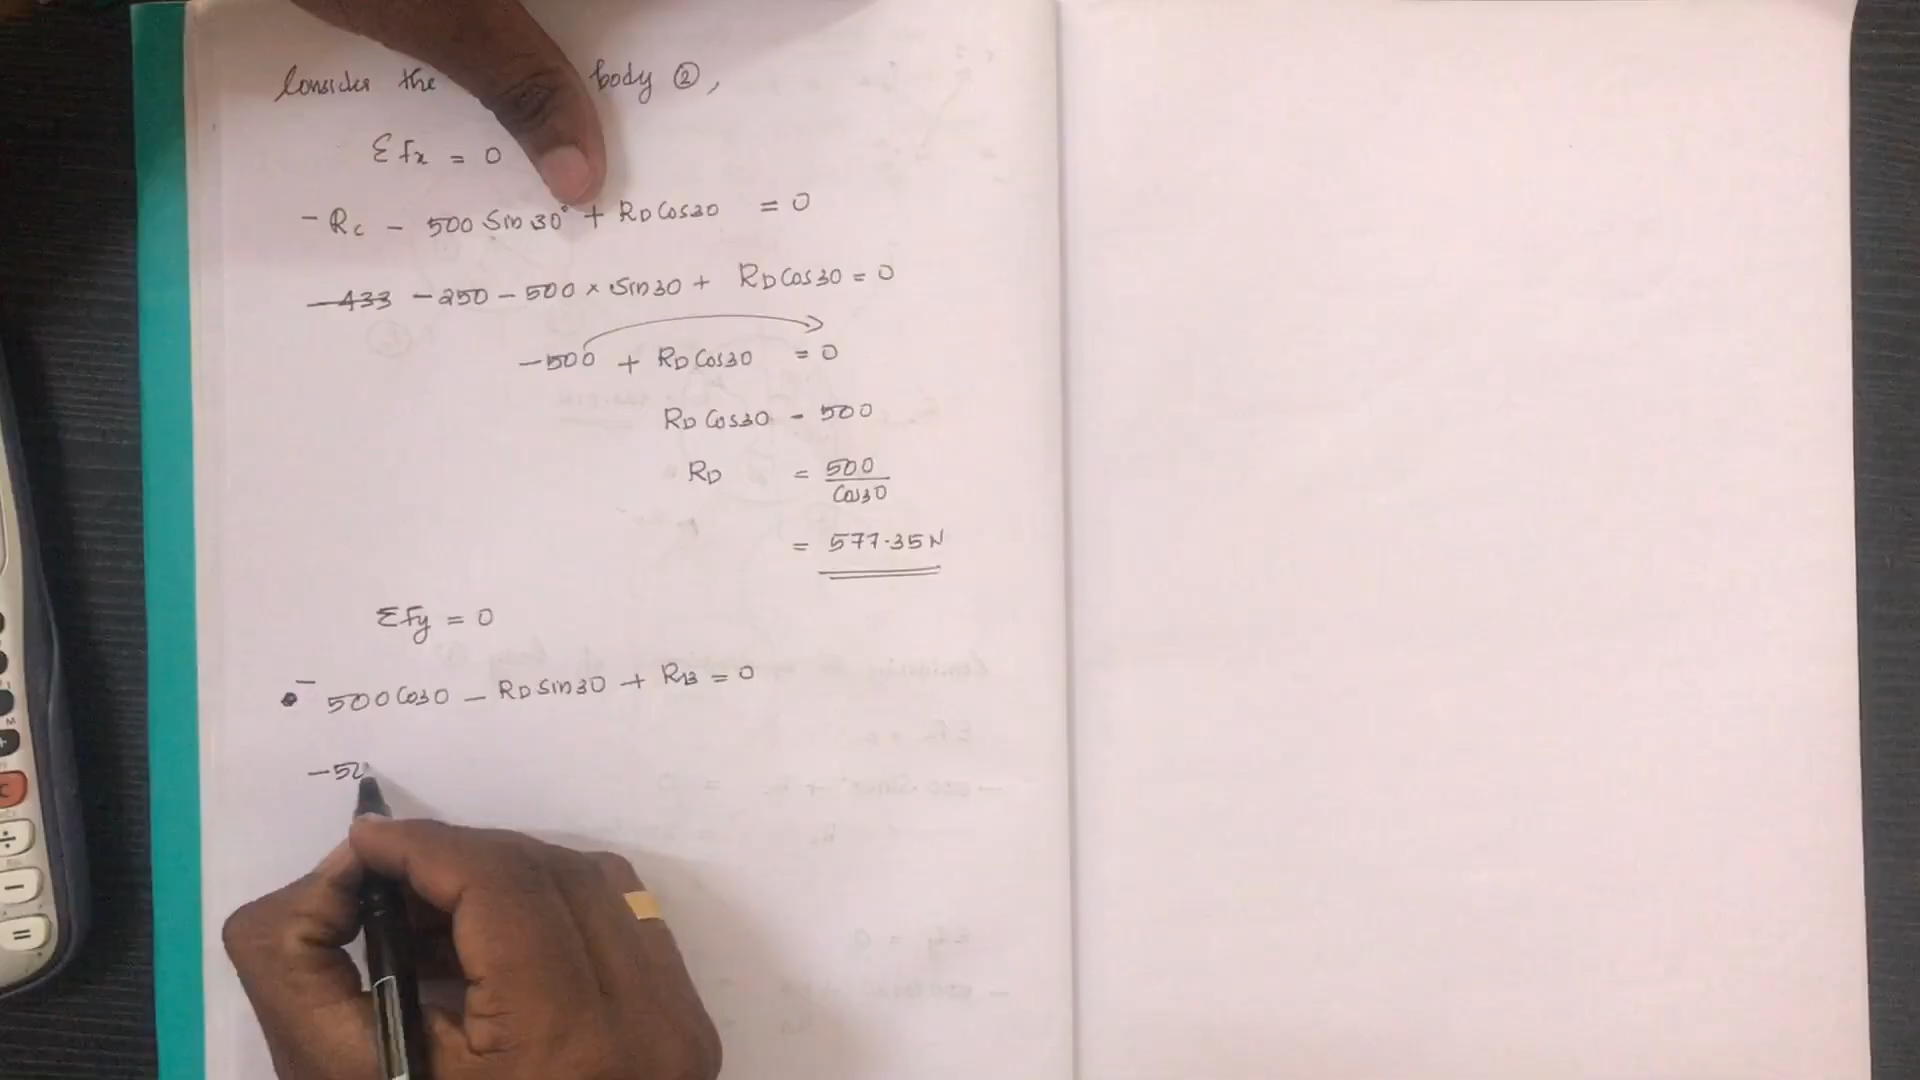 Consider the body ②,
Σfx = 0
- Rc - 500 Sin 30° + RD Cos30 = 0
-433 -250 - 500 × Sin30 + RD Cos30 = 0
-500 + RD Cos30 = 0
RD Cos30 - 500
RD = 500
Cos30
= 577.35N
Σfy = 0
- 500 Cos30 - RD Sin30 + RB = 0
-50